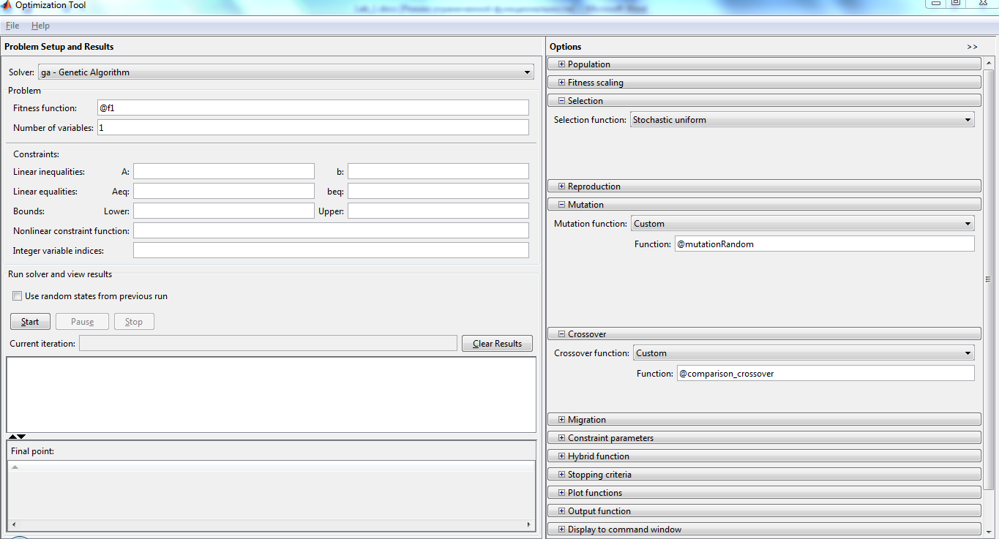 Optimization Tool
File Help
Problem Setup and Results
Solver: ga - Genetic Algorithm
Problem
Fitness function: @f1
Number of variables: 1
Constraints:
Linear inequalities: A: b:
Linear equalities: Aeq: beq:
Bounds: Lower: Upper:
Nonlinear constraint function:
Integer variable indices:
Run solver and view results
Use random states from previous run
Start Pause Stop
Current iteration: Clear Results
Final point:
Options >>
Population
Fitness scaling
Selection
Selection function: Stochastic uniform
Reproduction
Mutation
Mutation function: Custom
Function: @mutationRandom
Crossover
Crossover function: Custom
Function: @comparison_crossover
Migration
Constraint parameters
Hybrid function
Stopping criteria
Plot functions
Output function
Display to command window